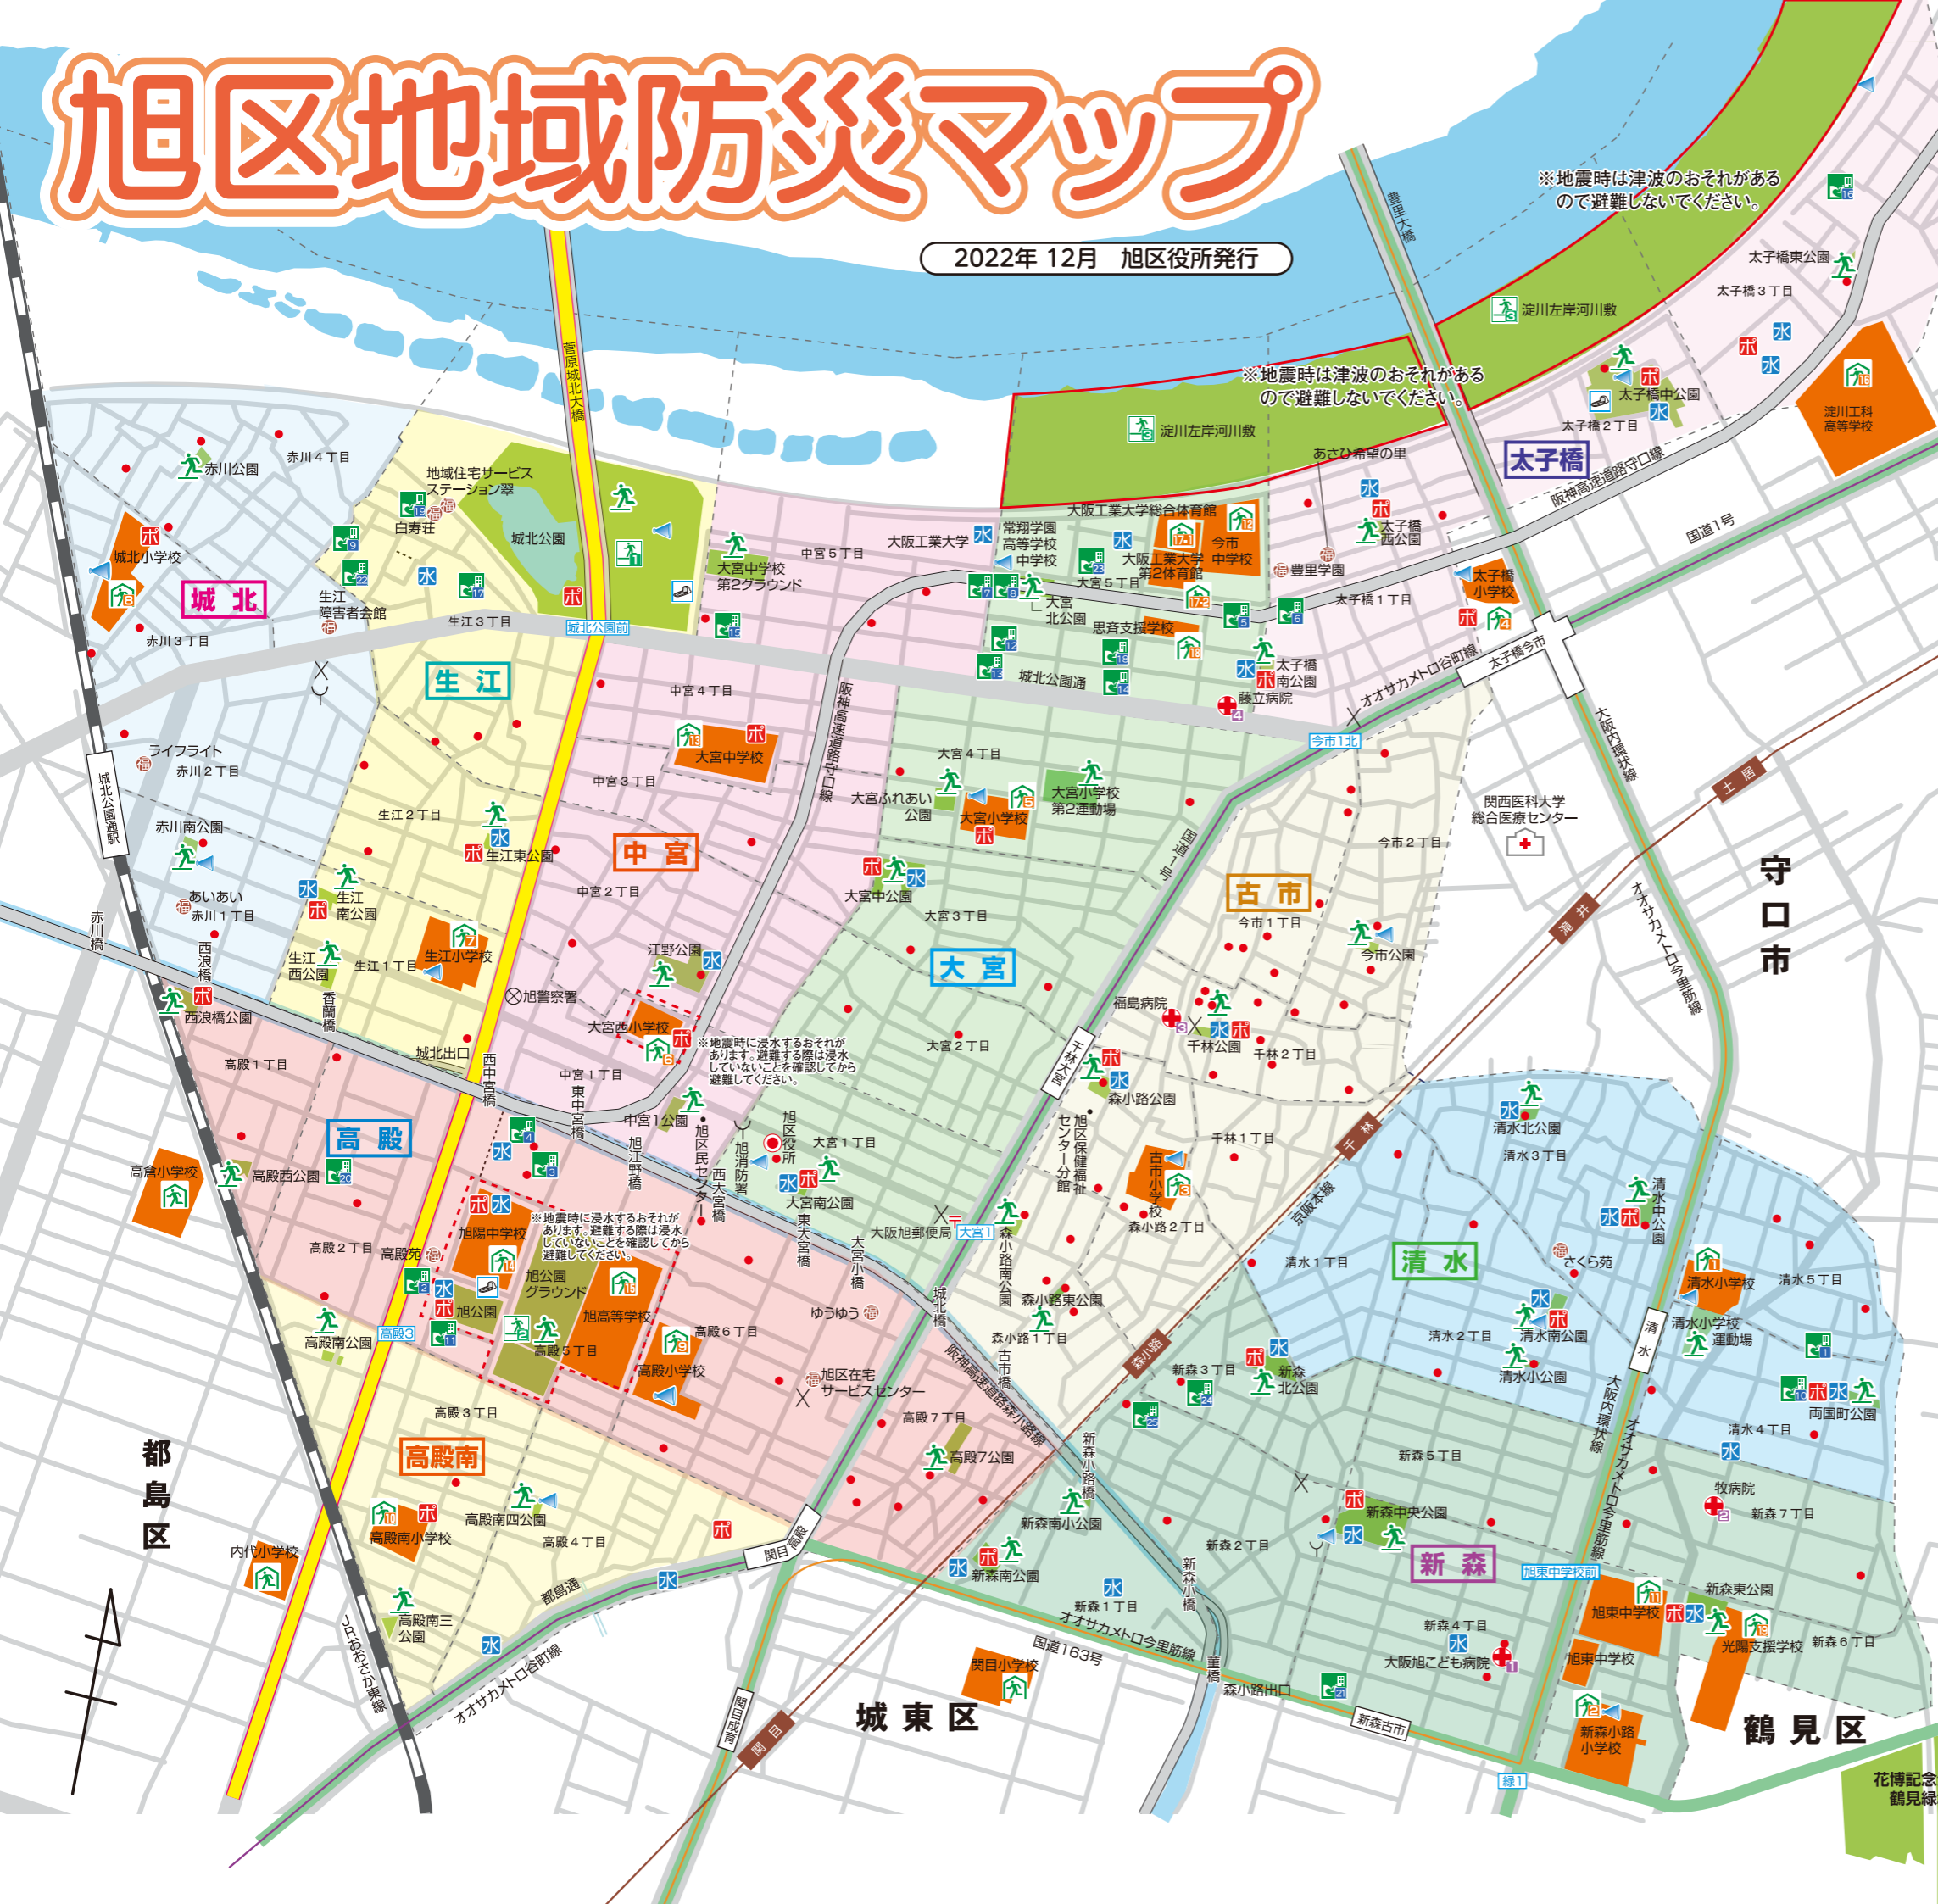 旭区地域防災マップ
2022年 12月　旭区役所発行
※地震時は津波のおそれがある
ので避難しないでください。
豊里大橋
太子橋東公園
太子橋3丁目
淀川左岸河川敷
※地震時は津波のおそれがある
ので避難しないでください。
淀川左岸河川敷
太子橋中公園
太子橋2丁目
淀川工科
高等学校
太子橋
阪神高速道路守口線
国道1号
あさひ希望の里
太子橋
西公園
豊里学園
太子橋
小学校
太子橋1丁目
太子橋今市
オオサカメトロ谷町線
太子橋
南公園
藤立病院
今市1北
菅原城北大橋
赤川公園
赤川4丁目
城北小学校
城北
赤川3丁目
ライフライト
赤川2丁目
城北公園通駅
赤川南公園
あいあい
赤川1丁目
赤川橋
西浪橋
西浪橋公園
地域住宅サービス
ステーション翠
白寿荘
城北公園
生江
障害者会館
生江3丁目
城北公園前
生江
生江2丁目
生江東公園
生江
南公園
生江
西公園
生江1丁目
生江小学校
香蘭橋
城北出口
大宮中学校
第2グラウンド
中宮5丁目
中宮4丁目
大宮中学校
中宮3丁目
阪神高速道路守口線
中宮
中宮2丁目
江野公園
旭警察署
大宮西小学校
※地震時に浸水するおそれが
あります。避難する際は浸水
していないことを確認してから
避難してください。
中宮1丁目
中宮1公園
西中宮橋
東中宮橋
旭江野橋
旭区民センター
西大宮橋
旭消防署
旭区役所
大阪工業大学
常翔学園
高等学校
中学校
大阪工業大学総合体育館
今市
中学校
大阪工業大学
第2体育館
大宮5丁目
大宮
北公園
思斉支援学校
城北公園通
大宮4丁目
大宮ふれあい
公園
大宮小学校
大宮小学校
第2運動場
国道1号
大宮中公園
大宮3丁目
大宮
大宮2丁目
千林大宮
大宮1丁目
大宮南公園
東大宮橋
大宮小橋
大阪旭郵便局
大宮1
城北橋
今市2丁目
古市
今市1丁目
今市公園
福島病院
千林公園
千林2丁目
森小路公園
旭区保健福祉
センター分館
千林1丁目
古市小学校
森小路2丁目
森小路南公園
森小路東公園
森小路1丁目
古市橋
関西医科大学
総合医療センター
大阪内環状線
土居
滝井
千林
森小路
京阪本線
オオサカメトロ今里筋線
守口市
清水北公園
清水3丁目
清水中公園
清水1丁目
清水
さくら苑
清水小学校
清水5丁目
清水2丁目
清水南公園
清水小学校
運動場
清水
清水小公園
両国町公園
清水4丁目
大阪内環状線
オオサカメトロ今里筋線
高殿1丁目
高殿
高倉小学校
高殿西公園
高殿2丁目
高殿苑
旭陽中学校
※地震時に浸水するおそれが
あります。避難する際は浸水
していないことを確認してから
避難してください。
旭公園
グラウンド
旭公園
旭高等学校
高殿南公園
高殿3
高殿5丁目
高殿小学校
高殿6丁目
ゆうゆう
旭区在宅
サービスセンター
阪神高速道路森小路線
高殿7丁目
高殿7公園
高殿3丁目
高殿南
高殿南小学校
高殿南四公園
高殿4丁目
関目高殿
都島通
高殿南三
公園
内代小学校
都島区
JRおおさか東線
オオサカメトロ谷町線
新森3丁目
新森
北公園
新森小路橋
新森5丁目
新森中央公園
新森南小公園
新森2丁目
新森南公園
新森1丁目
新森小橋
新森
旭東中学校前
牧病院
新森7丁目
旭東中学校
新森東公園
光陽支援学校
新森6丁目
新森4丁目
大阪旭こども病院
旭東中学校
新森小路
小学校
オオサカメトロ今里筋線
国道163号
菫橋
森小路出口
新森古市
緑1
関目小学校
関目成育
関目
城東区
鶴見区
花博記念
鶴見緑